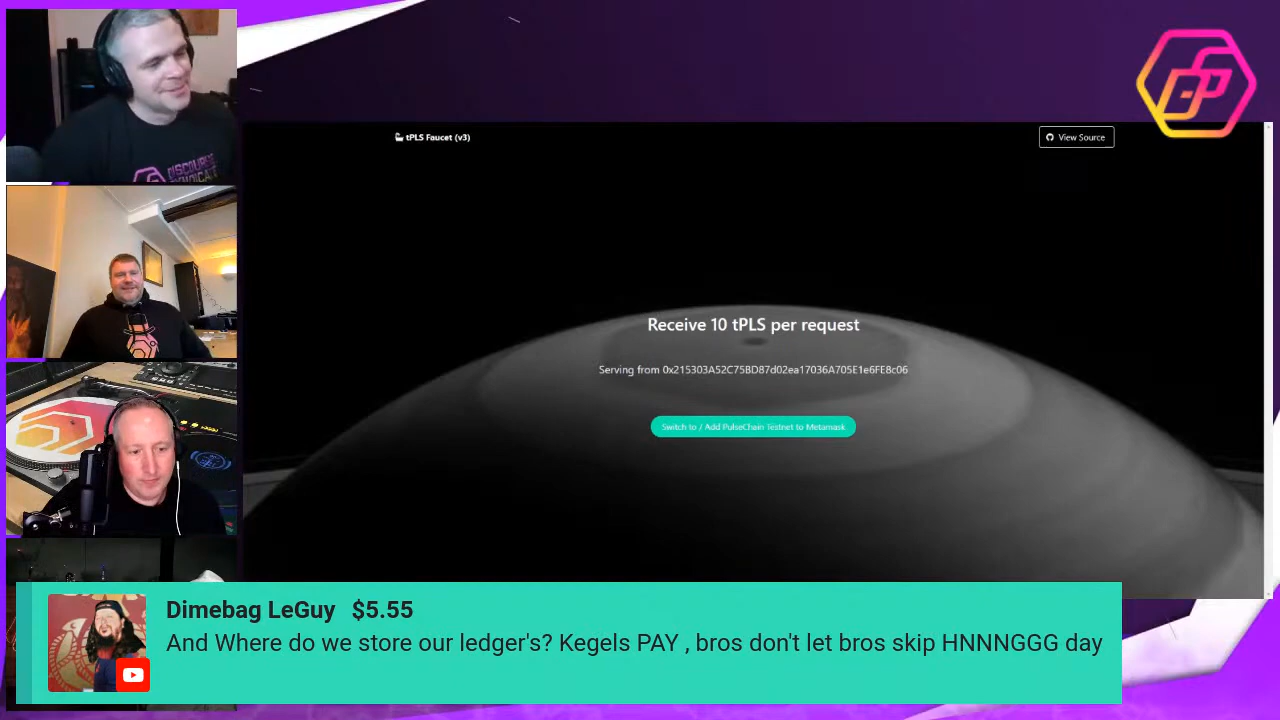 tPLS Faucet (v3)
View Source
Receive 10 tPLS per request
Serving from 0x215303A52C75BD87d02ea17036A705E1e6FE8c06
Switch to / Add PulseChain Testnet to Metamask
DISCOURSE
SYNDICATE
Dimebag LeGuy $5.55
And Where do we store our ledger's? Kegels PAY , bros don't let bros skip HNNNGGG day